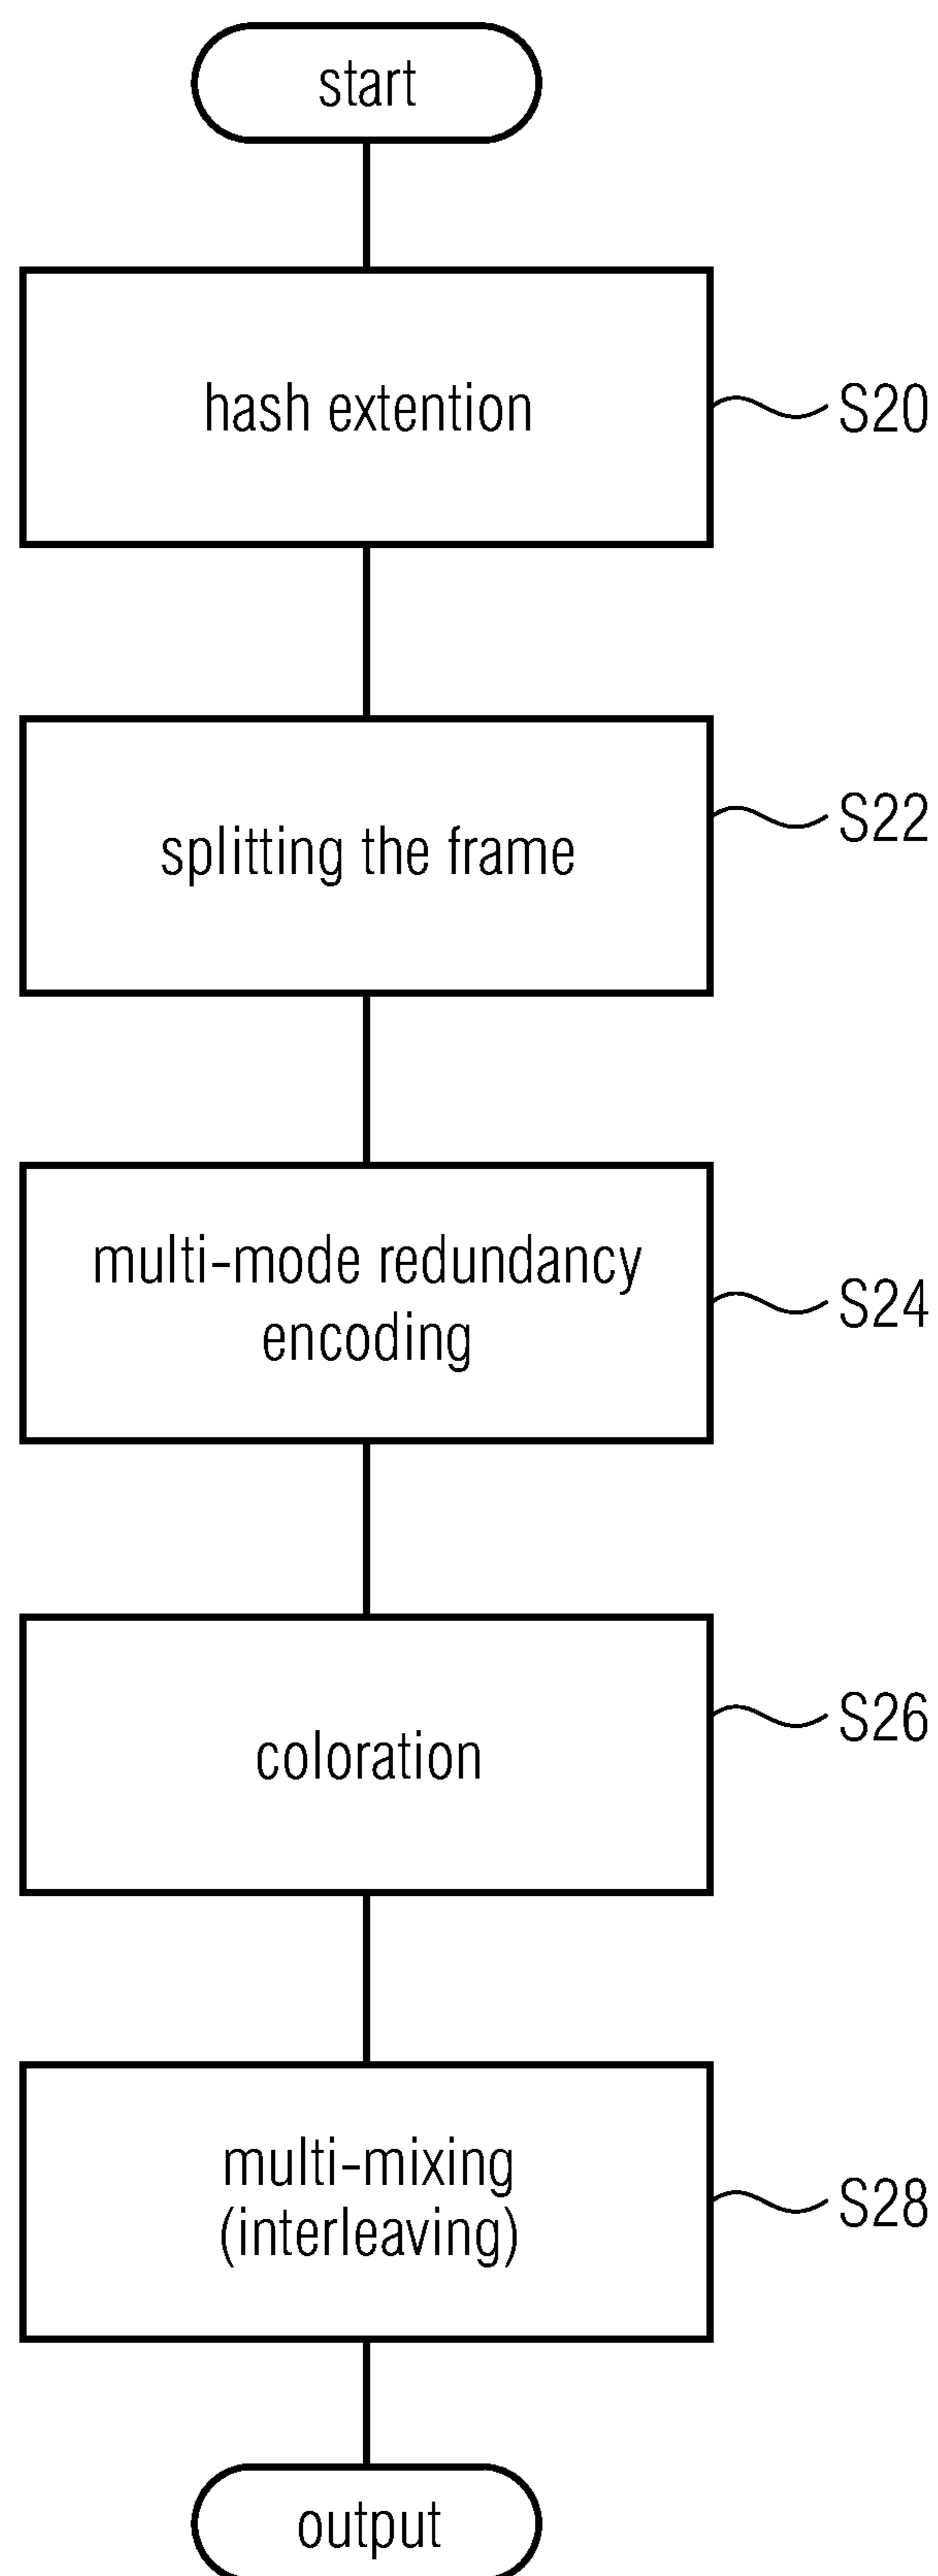 start
hash extention
S20
splitting the frame
S22
multi-mode redundancy
encoding
S24
coloration
S26
multi-mixing
(interleaving)
S28
output